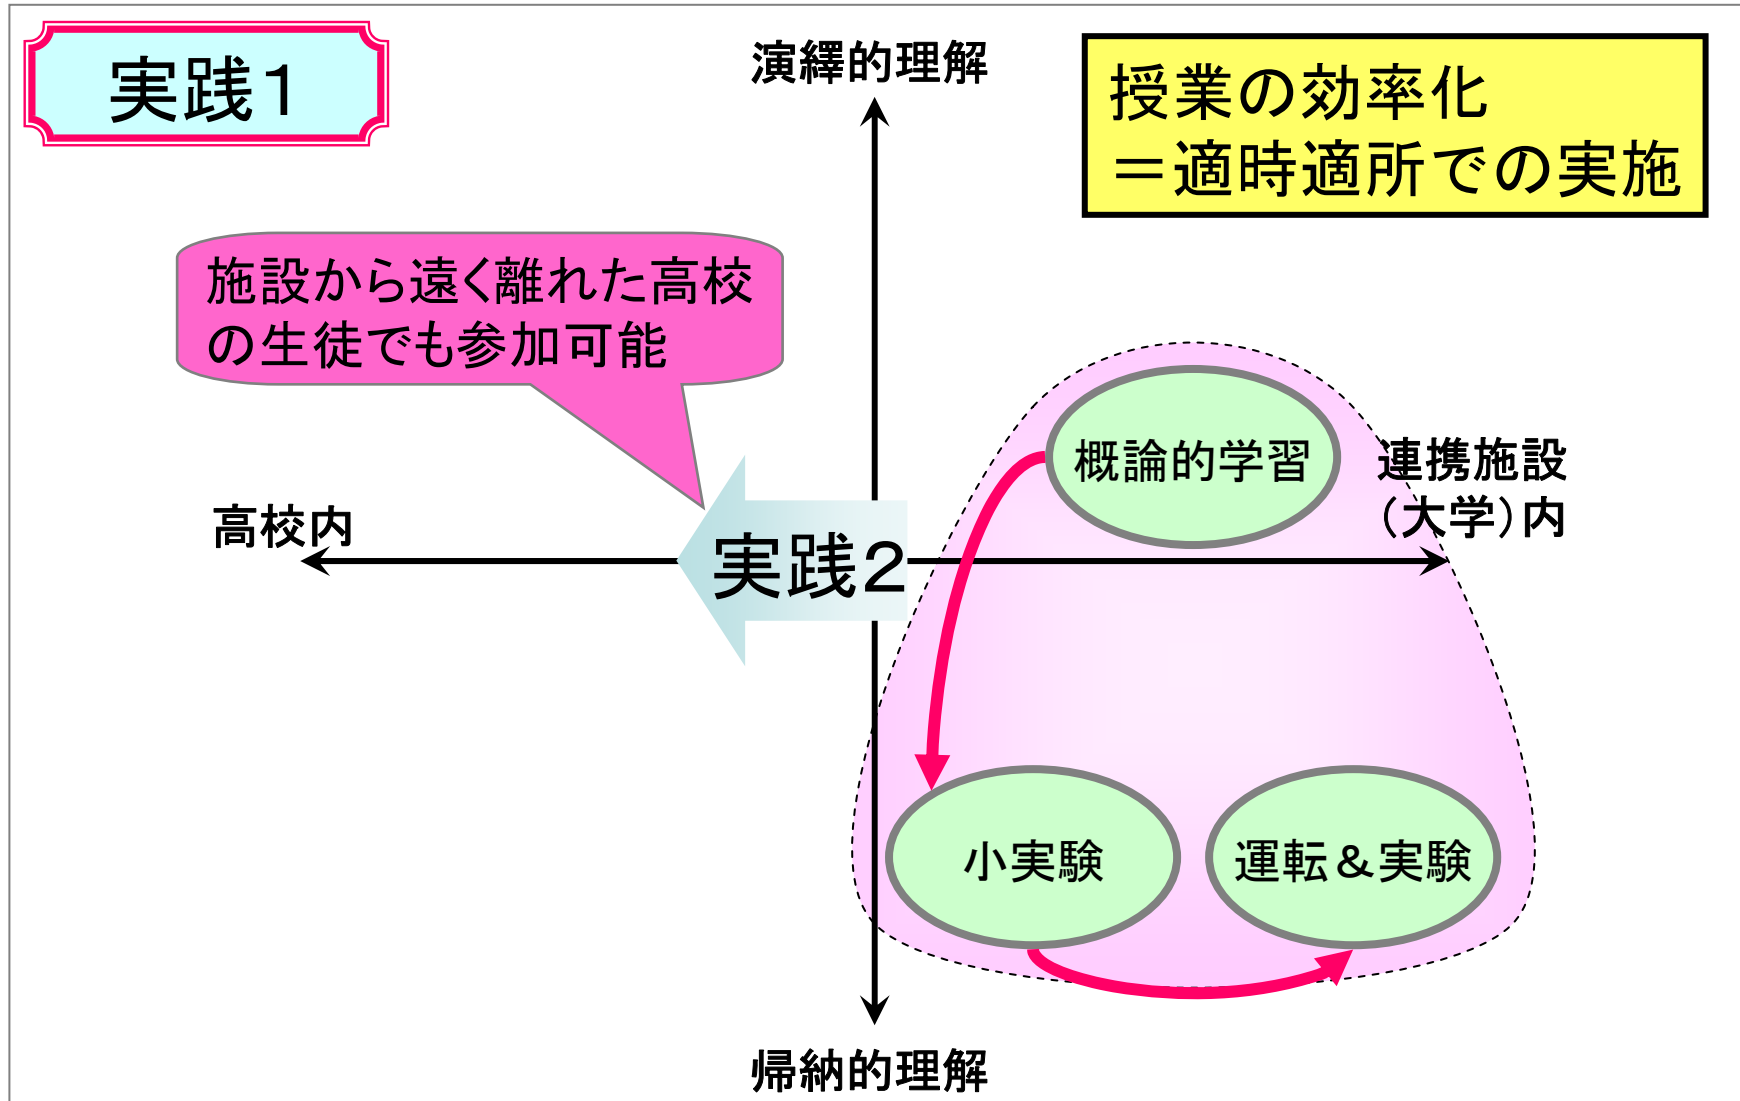 実践１
演繹的理解
授業の効率化
＝適時適所での実施
施設から遠く離れた高校
の生徒でも参加可能
概論的学習
連携施設
（大学）内
高校内
実践２
小実験
運転＆実験
帰納的理解